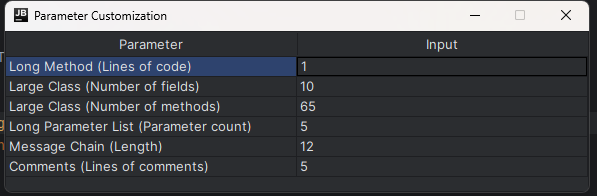 JB Parameter Customization
Parameter Input
Long Method (Lines of code) 1
Large Class (Number of fields) 10
Large Class (Number of methods) 65
Long Parameter List (Parameter count) 5
Message Chain (Length) 12
Comments (Lines of comments) 5